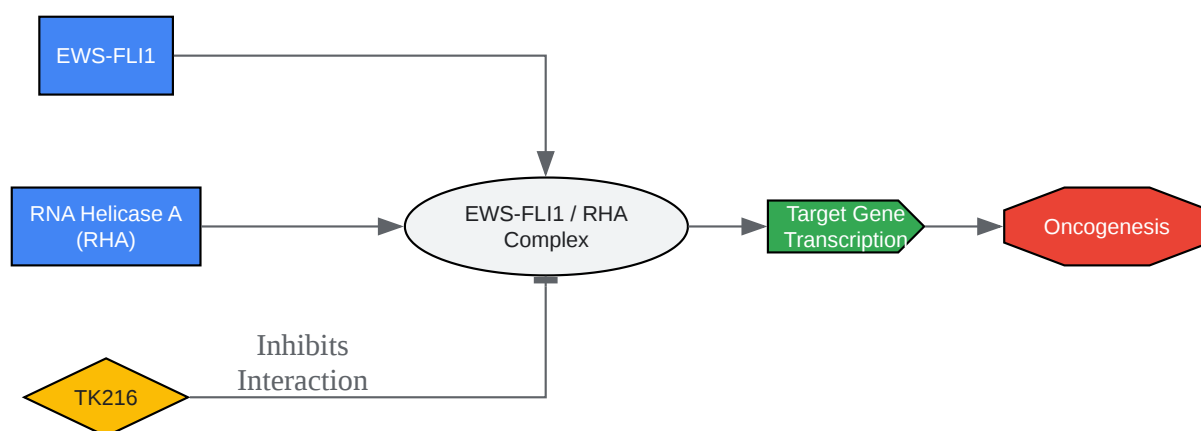 EWS-FLI1
RNA Helicase A
(RHA)
EWS-FLI1 / RHA
Complex
Target Gene
Transcription
Oncogenesis
Inhibits
Interaction
TK216